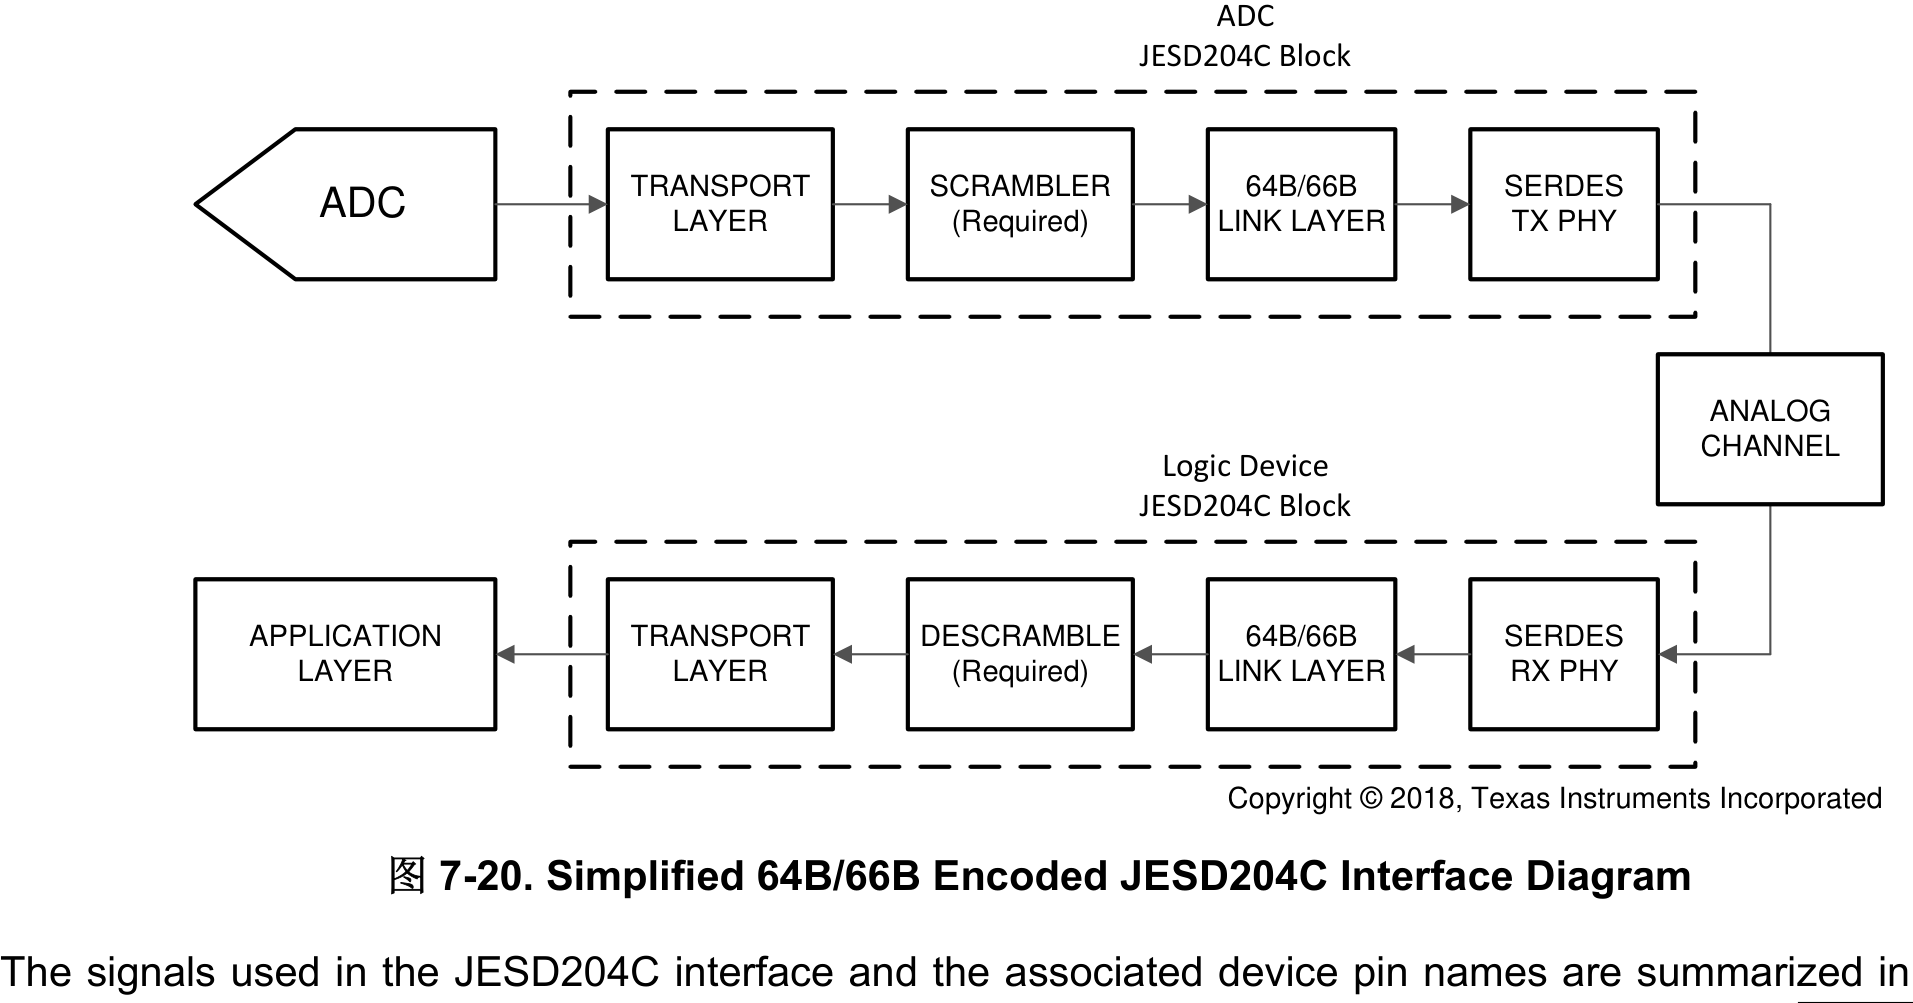 ADC
JESD204C Block
ADC
TRANSPORT
LAYER
SCRAMBLER
(Required)
64B/66B
LINK LAYER
SERDES
TX PHY
ANALOG
CHANNEL
Logic Device
JESD204C Block
APPLICATION
LAYER
TRANSPORT
LAYER
DESCRAMBLE
(Required)
64B/66B
LINK LAYER
SERDES
RX PHY
Copyright © 2018, Texas Instruments Incorporated
图 7-20. Simplified 64B/66B Encoded JESD204C Interface Diagram
The signals used in the JESD204C interface and the associated device pin names are summarized in